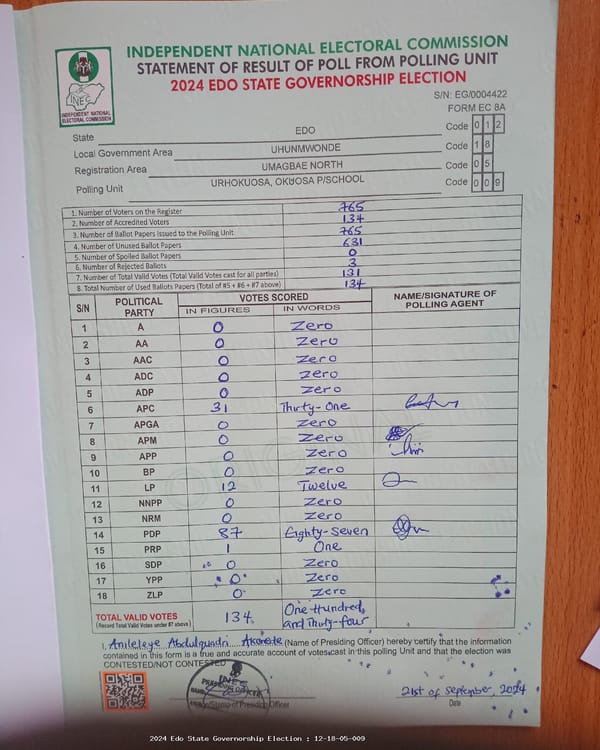 INDEPENDENT NATIONAL ELECTORAL COMMISSION
STATEMENT OF RESULT OF POLL FROM POLLING UNIT
2024 EDO STATE GOVERNORSHIP ELECTION
INEC
INDEPENDENT NATIONAL
ELECTORAL COMMISSION
S/N: EG/0004422
FORM EC 8A
State EDO Code 0 1 2
Local Government Area UHUNMWONDE Code 1 8
Registration Area UMAGBAE NORTH Code 0 5
Polling Unit URHOKUOSA, OKUOSA P/SCHOOL Code 0 0 9
1. Number of Voters on the Register 765
2. Number of Accredited Voters 134
3. Number of Ballot Papers Issued to the Polling Unit 765
4. Number of Unused Ballot Papers 631
5. Number of Spoiled Ballot Papers 0
6. Number of Rejected Ballots 3
7. Number of Total Valid Votes (Total Valid Votes cast for all parties) 131
8. Total Number of Used Ballots Papers (Total of #5 + #6 + #7 above) 134
S/N POLITICAL PARTY VOTES SCORED NAME/SIGNATURE OF POLLING AGENT
IN FIGURES IN WORDS
1 A 0 Zero
2 AA 0 Zero
3 AAC 0 Zero
4 ADC 0 Zero
5 ADP 0 Zero
6 APC 31 Thirty-One
7 APGA 0 Zero
8 APM 0 Zero
9 APP 0 Zero
10 BP 0 Zero
11 LP 12 Twelve
12 NNPP 0 Zero
13 NRM 0 Zero
14 PDP 87 Eighty-Seven
15 PRP 1 One
16 SDP 0 Zero
17 YPP 0 Zero
18 ZLP 0 Zero
TOTAL VALID VOTES 134 One Hundred,
(Record Total Valid Votes under #7 above) and Thirty-four
I, Abdulgundri Akorete (Name of Presiding Officer) hereby certify that the information
contained in this form is a true and accurate account of votes cast in this polling Unit and that the election was
CONTESTED/NOT CONTESTED
INEC
Stamp of Presiding Officer
21st of September, 2024
Date
2024 Edo State Governorship Election : 12-18-05-009